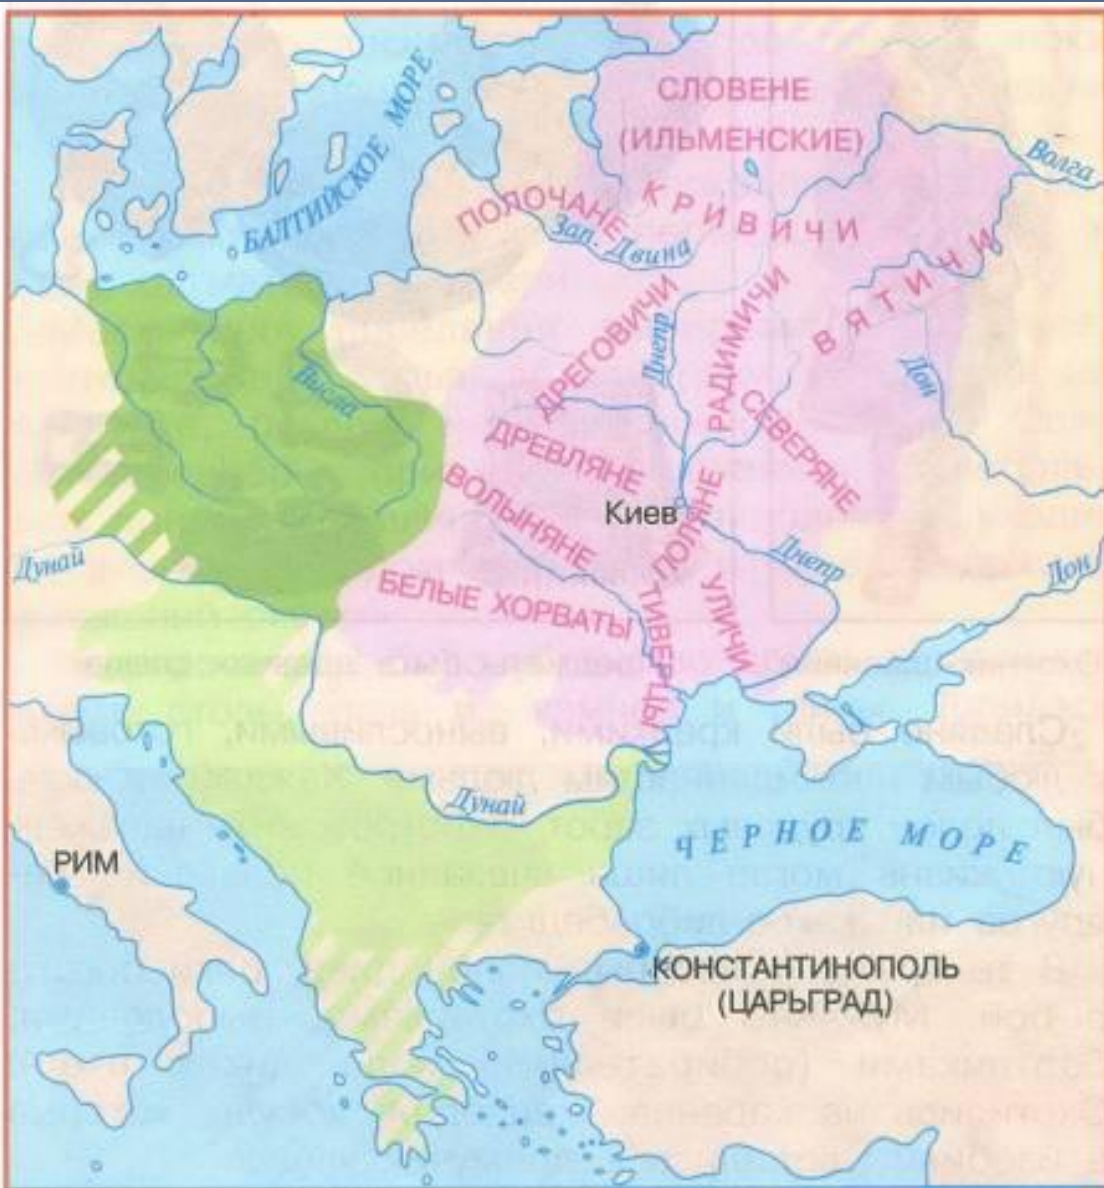 СЛОВЕНЕ
(ИЛЬМЕНСКИЕ)
БАЛТИЙСКОЕ МОРЕ
Волга
ПОЛОЧАНЕ
КРИВИЧИ
Зап. Двина
ВЯТИЧИ
ДРЕГОВИЧИ
Днепр
РАДИМИЧИ
Дон
Висла
СЕВЕРЯНЕ
ДРЕВЛЯНЕ
ВОЛЫНЯНЕ
Киев
ПОЛЯНЕ
Дунай
Днепр
Дон
БЕЛЫЕ ХОРВАТЫ
ТИВЕРЦЫ
УЛИЧИ
Дунай
ЧЕРНОЕ МОРЕ
РИМ
КОНСТАНТИНОПОЛЬ
(ЦАРЬГРАД)